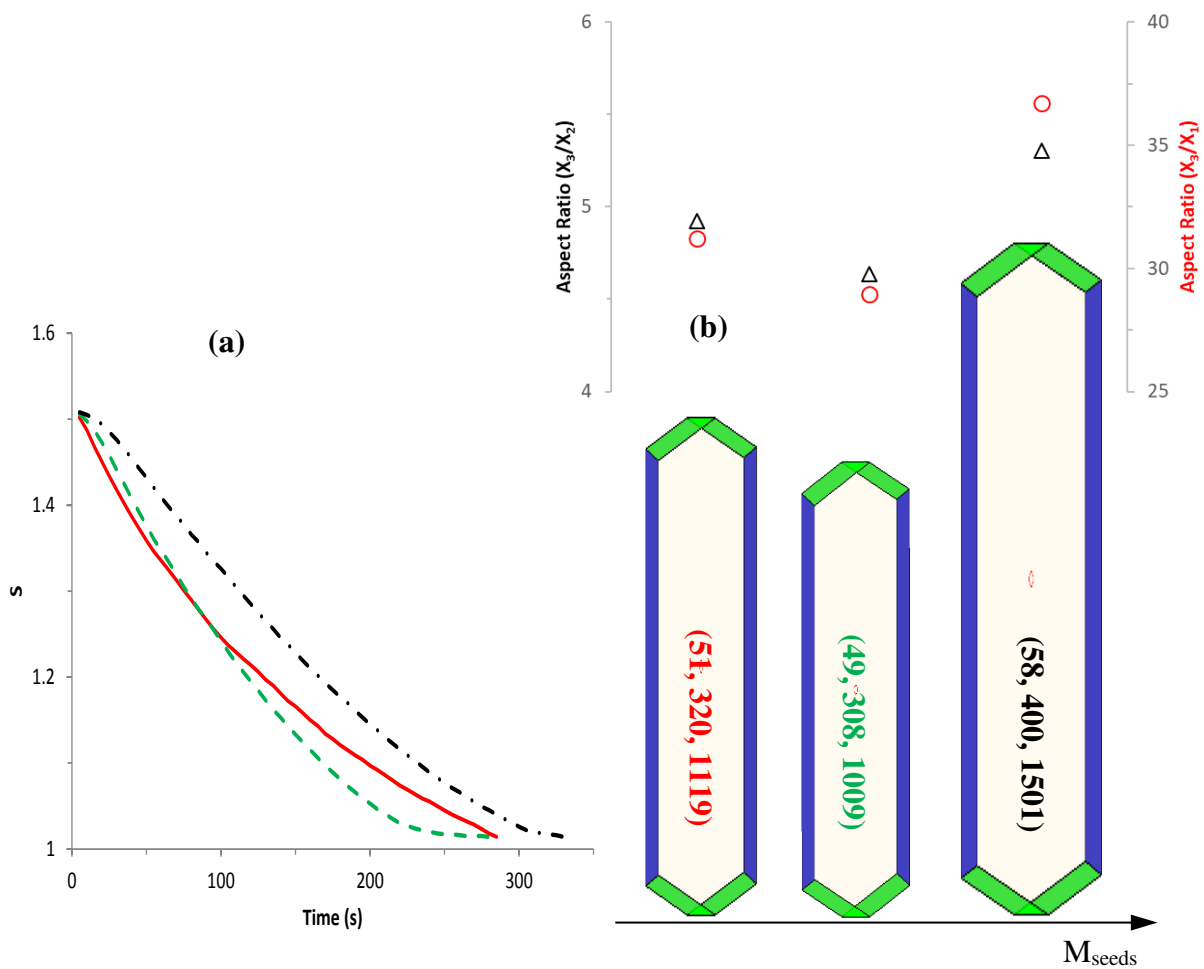 (a)
1.6
1.4
1.2
1
s
0
100
200
300
Time (s)
(b)
6
5
4
Aspect Ratio (X₃/X₂)
40
35
30
25
Aspect Ratio (X₃/X₁)
(51, 320, 1119)
(49, 308, 1009)
(58, 400, 1501)
M_seeds